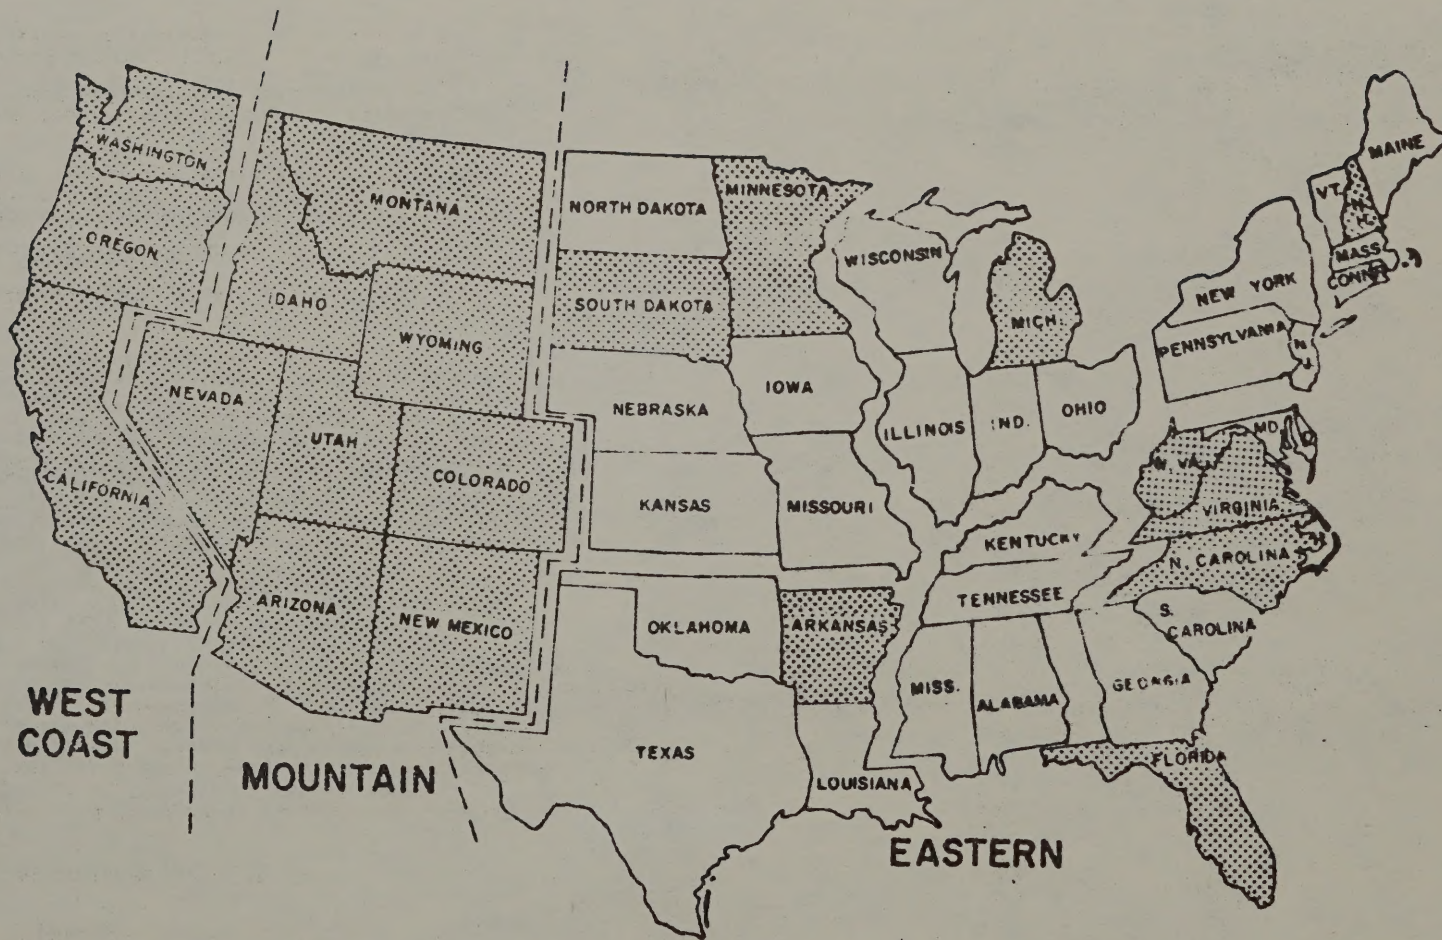 WASHINGTON
OREGON
CALIFORNIA
NEVADA
IDAHO
MONTANA
WYOMING
UTAH
COLORADO
ARIZONA
NEW MEXICO
NORTH DAKOTA
SOUTH DAKOTA
NEBRASKA
KANSAS
OKLAHOMA
TEXAS
MINNESOTA
IOWA
MISSOURI
ARKANSAS
LOUISIANA
WISCONSIN
ILLINOIS
MICH.
IND.
OHIO
KENTUCKY
TENNESSEE
MISS.
ALABAMA
GEORGIA
FLORIDA
S.
CAROLINA
N. CAROLINA
VIRGINIA
W. VA.
MD.
D.
PENNSYLVANIA
N.
J.
NEW YORK
CONN.
MASS.
VT.
N.
H.
MAINE
WEST
COAST
MOUNTAIN
EASTERN